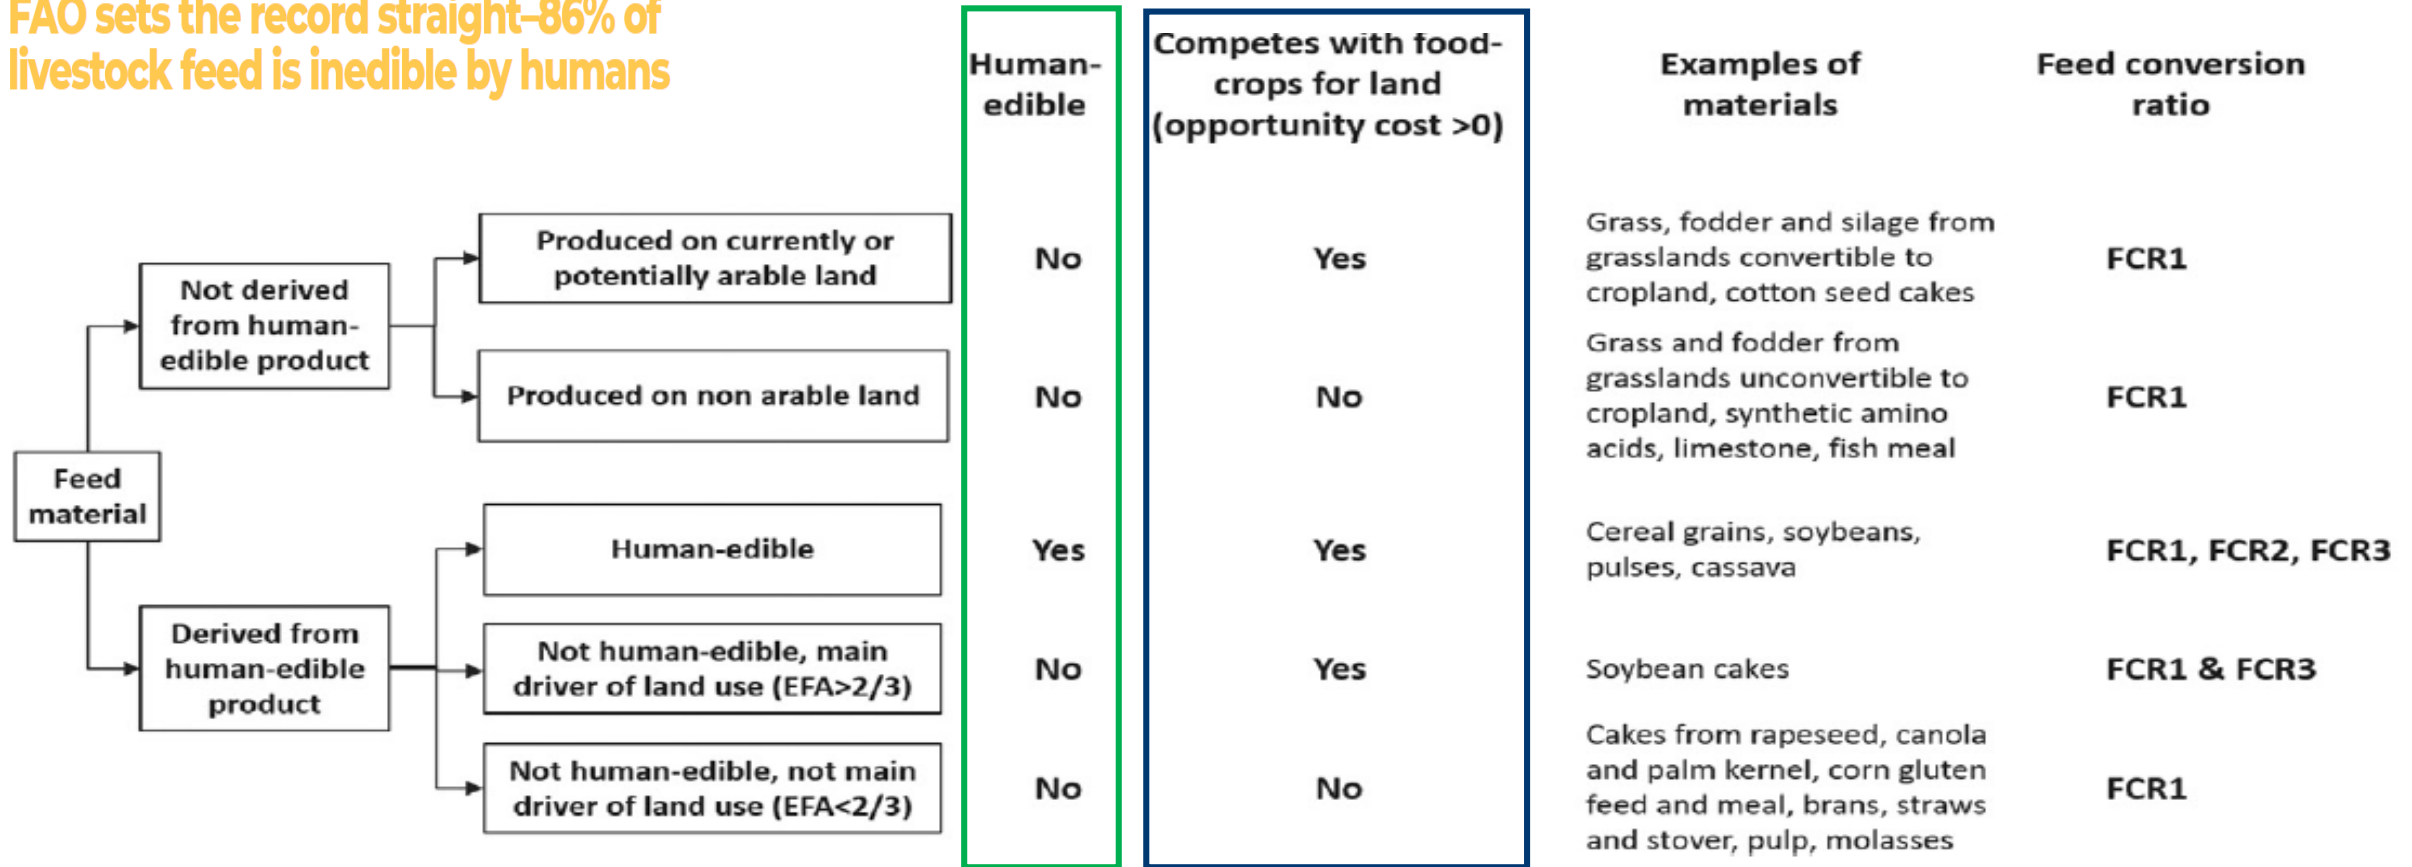 FAO sets the record straight–86% of
livestock feed is inedible by humans
Human-
edible
Competes with food-
crops for land
(opportunity cost >0)
Examples of
materials
Feed conversion
ratio
Feed
material
Not derived
from human-
edible product
Produced on currently or
potentially arable land
No
Yes
Grass, fodder and silage from
grasslands convertible to
cropland, cotton seed cakes
FCR1
Produced on non arable land
No
No
Grass and fodder from
grasslands unconvertible to
cropland, synthetic amino
acids, limestone, fish meal
FCR1
Derived from
human-edible
product
Human-edible
Yes
Yes
Cereal grains, soybeans,
pulses, cassava
FCR1, FCR2, FCR3
Not human-edible, main
driver of land use (EFA>2/3)
No
Yes
Soybean cakes
FCR1 & FCR3
Not human-edible, not main
driver of land use (EFA<2/3)
No
No
Cakes from rapeseed, canola
and palm kernel, corn gluten
feed and meal, brans, straws
and stover, pulp, molasses
FCR1